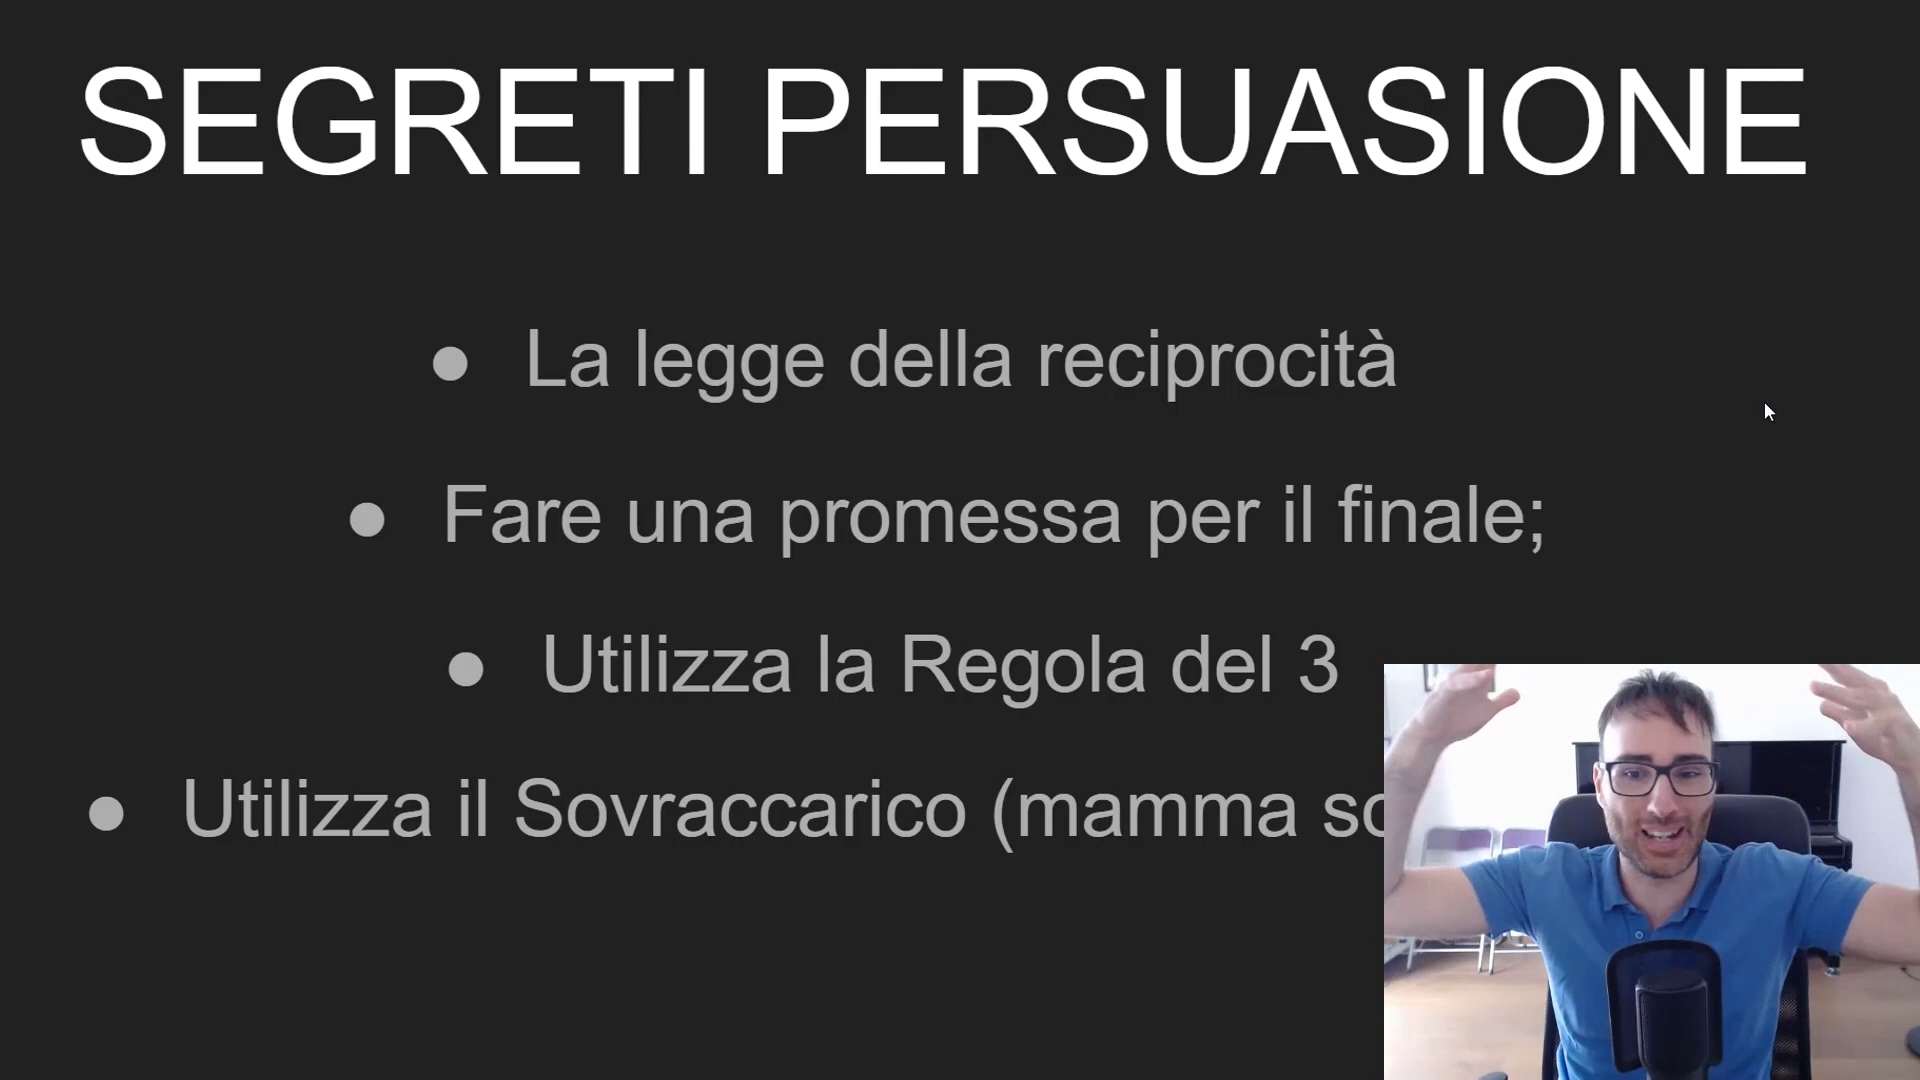 SEGRETI PERSUASIONE
● La legge della reciprocità
● Fare una promessa per il finale;
● Utilizza la Regola del 3
● Utilizza il Sovraccarico (mamma